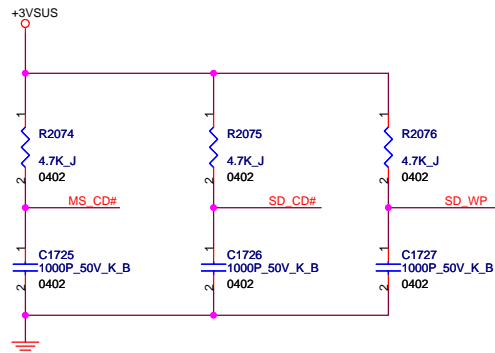 +3VSUS
1
1
1
R2074
R2075
R2076
4.7K_J
4.7K_J
4.7K_J
2
0402
2
0402
2
0402
MS_CD#
SD_CD#
SD_WP
1
1
1
C1725
C1726
C1727
1000P_50V_K_B
1000P_50V_K_B
1000P_50V_K_B
2
0402
2
0402
2
0402